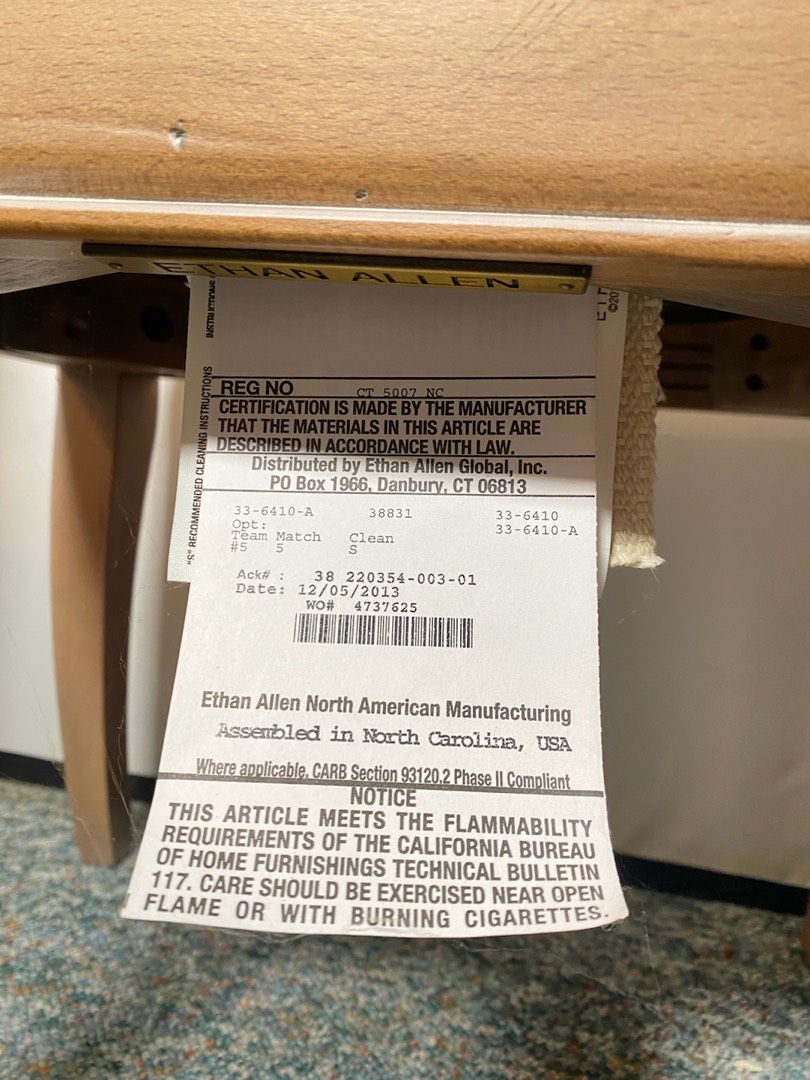 ETHAN ALLEN
"S" RECOMMENDED CLEANING INSTRUCTIONS
REG NO CT 5007 NC
CERTIFICATION IS MADE BY THE MANUFACTURER
THAT THE MATERIALS IN THIS ARTICLE ARE
DESCRIBED IN ACCORDANCE WITH LAW.
Distributed by Ethan Allen Global, Inc.
PO Box 1966, Danbury, CT 06813
33-6410-A 38831 33-6410
Opt: 33-6410-A
Team Match Clean
#5 5 S
Ack# : 38 220354-003-01
Date: 12/05/2013
WO# 4737625
Ethan Allen North American Manufacturing
Assembled in North Carolina, USA
Where applicable, CARB Section 93120.2 Phase II Compliant
NOTICE
THIS ARTICLE MEETS THE FLAMMABILITY
REQUIREMENTS OF THE CALIFORNIA BUREAU
OF HOME FURNISHINGS TECHNICAL BULLETIN
117. CARE SHOULD BE EXERCISED NEAR OPEN
FLAME OR WITH BURNING CIGARETTES.